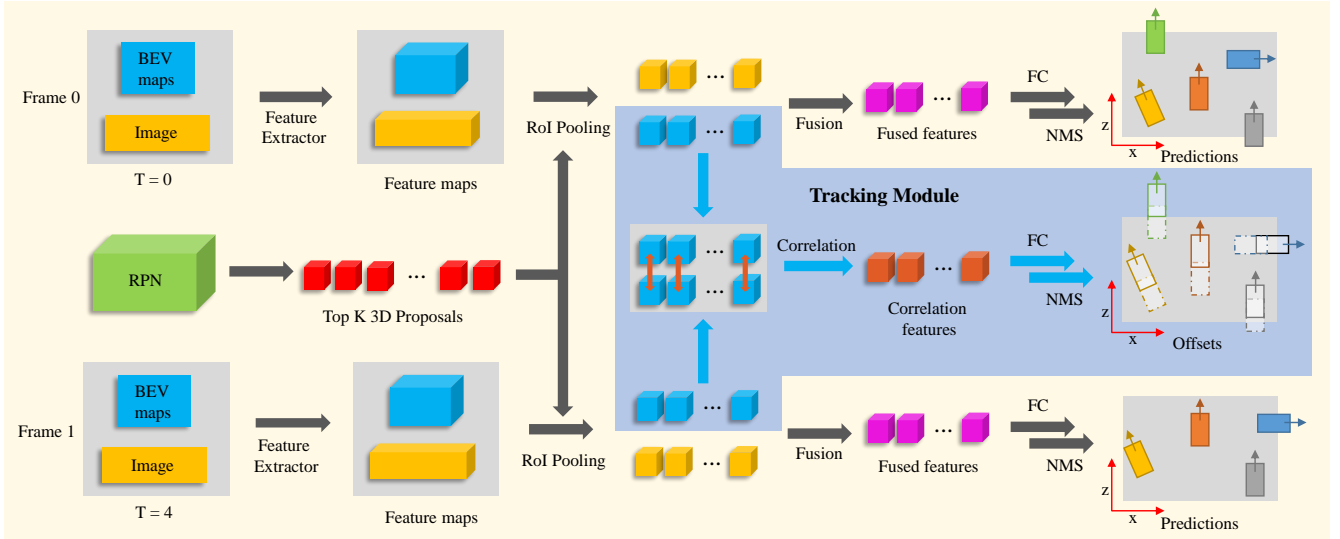 Frame 0
BEV
maps
Image
T = 0
Feature
Extractor
Feature maps
RoI Pooling
...
...
Fusion
...
Fused features
FC
NMS
z
x
Predictions
RPN
...
Top K 3D Proposals
Tracking Module
...
...
Correlation
...
Correlation
features
FC
NMS
z
x
Offsets
Frame 1
BEV
maps
Image
T = 4
Feature
Extractor
Feature maps
RoI Pooling
...
...
Fusion
...
Fused features
FC
NMS
z
x
Predictions